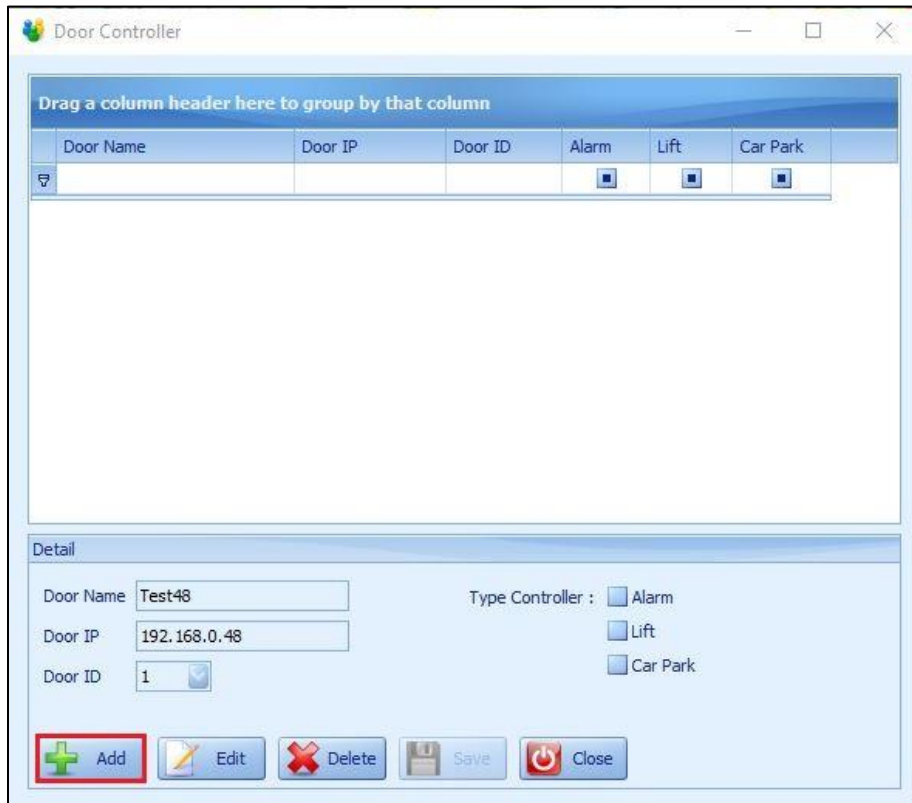 Door Controller
Drag a column header here to group by that column
Door Name Door IP Door ID Alarm Lift Car Park
Detail
Door Name Test48 Type Controller : Alarm
Door IP 192.168.0.48 Lift
Door ID 1 Car Park
Add Edit Delete Save Close